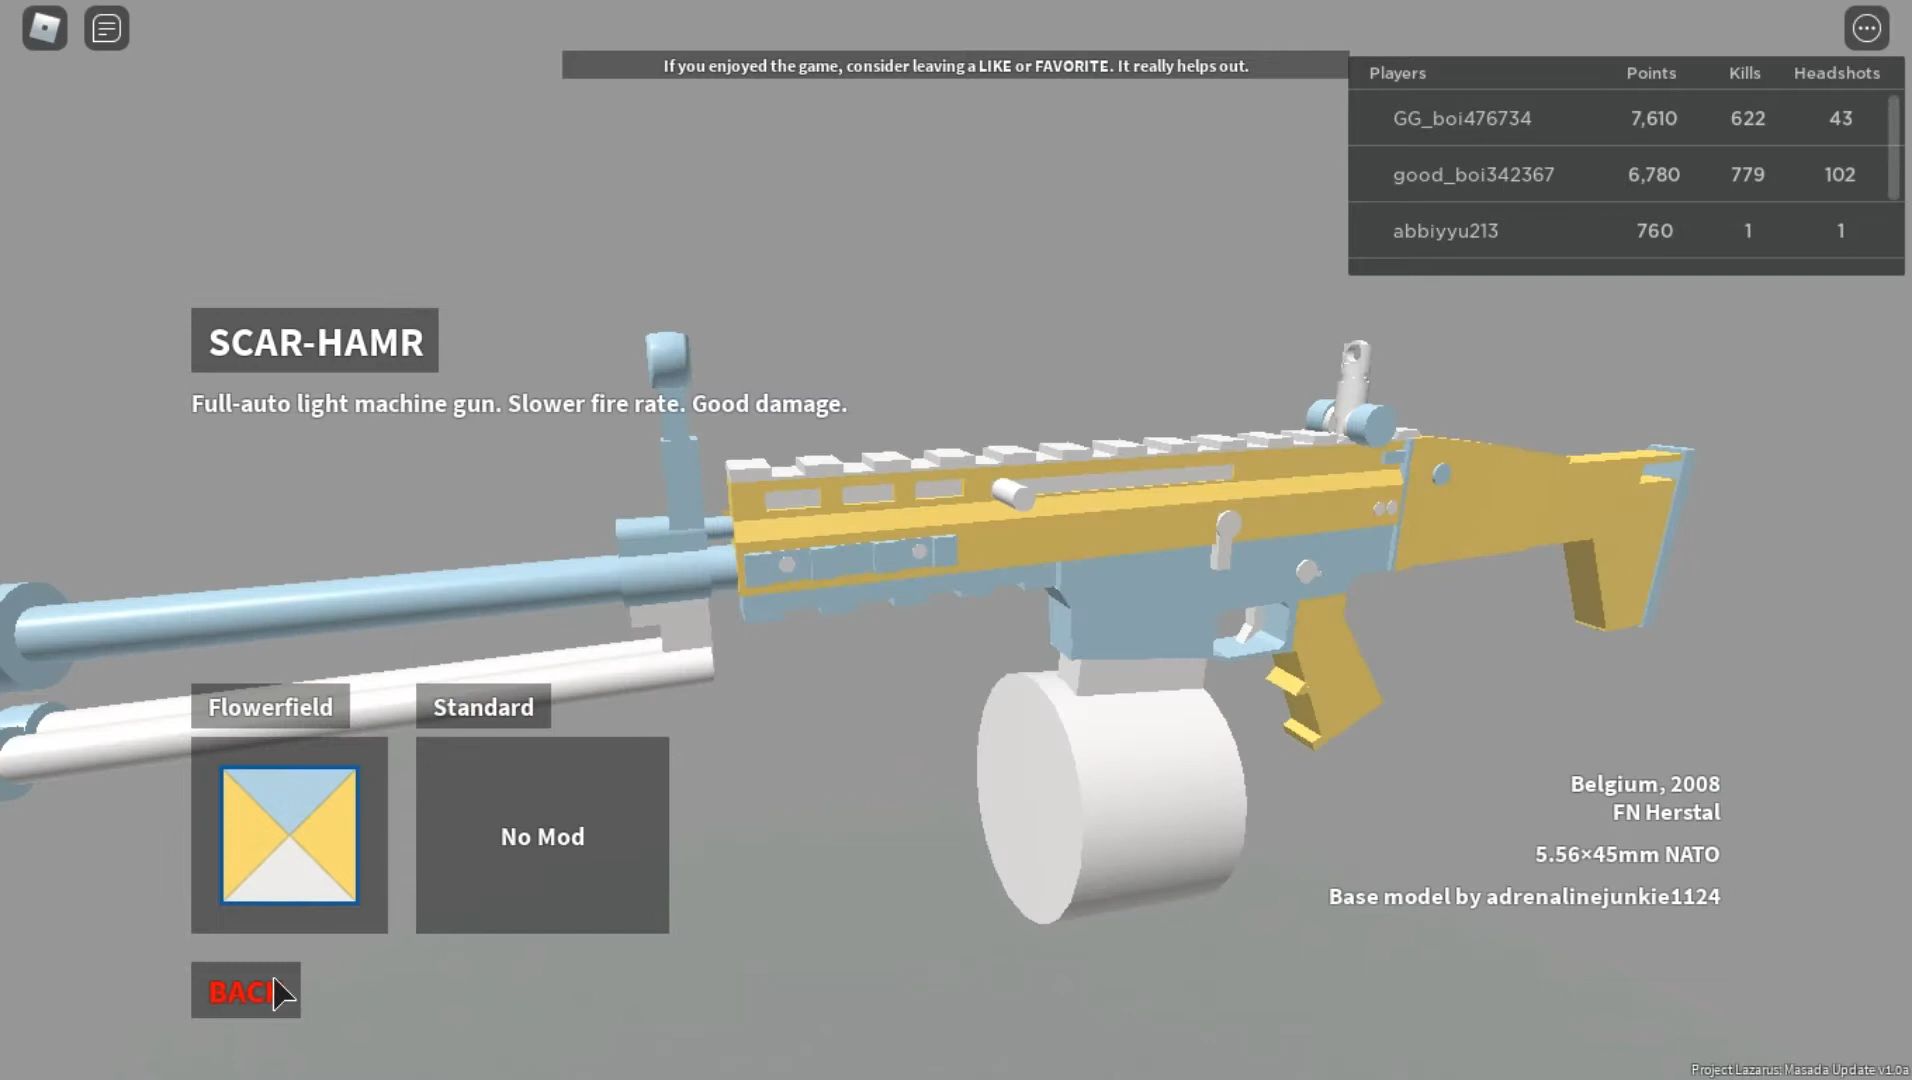 If you enjoyed the game, consider leaving a LIKE or FAVORITE. It really helps out.
Players Points Kills Headshots
GG_boi476734 7,610 622 43
good_boi342367 6,780 779 102
abbiyyu213 760 1 1
SCAR-HAMR
Full-auto light machine gun. Slower fire rate. Good damage.
Flowerfield
Standard
No Mod
Belgium, 2008
FN Herstal
5.56×45mm NATO
Base model by adrenalinejunkie1124
BACK
Project Lazarus: Masada Update v1.0a